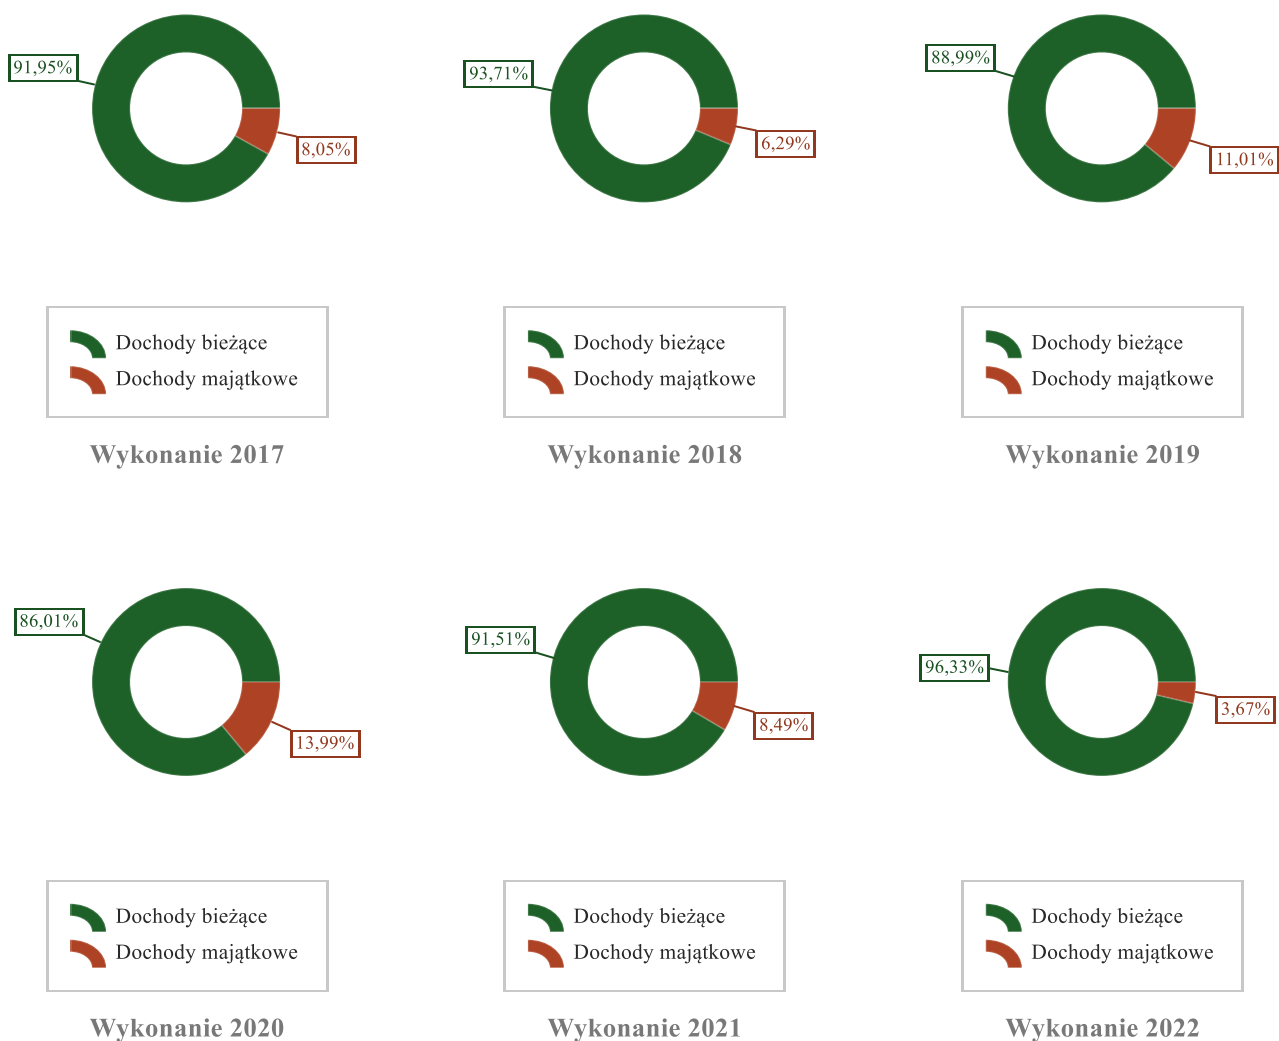 91,95%
8,05%
Dochody bieżące
Dochody majątkowe
Wykonanie 2017
93,71%
6,29%
Dochody bieżące
Dochody majątkowe
Wykonanie 2018
88,99%
11,01%
Dochody bieżące
Dochody majątkowe
Wykonanie 2019
86,01%
13,99%
Dochody bieżące
Dochody majątkowe
Wykonanie 2020
91,51%
8,49%
Dochody bieżące
Dochody majątkowe
Wykonanie 2021
96,33%
3,67%
Dochody bieżące
Dochody majątkowe
Wykonanie 2022